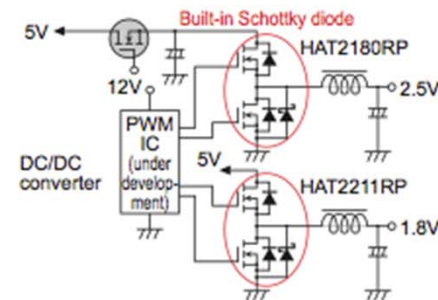 Built-in Schottky diode
5V
HAT2180RP
12V
2.5V
PWM
IC
(under
develop-
ment)
DC/DC
converter
5V
HAT2211RP
1.8V